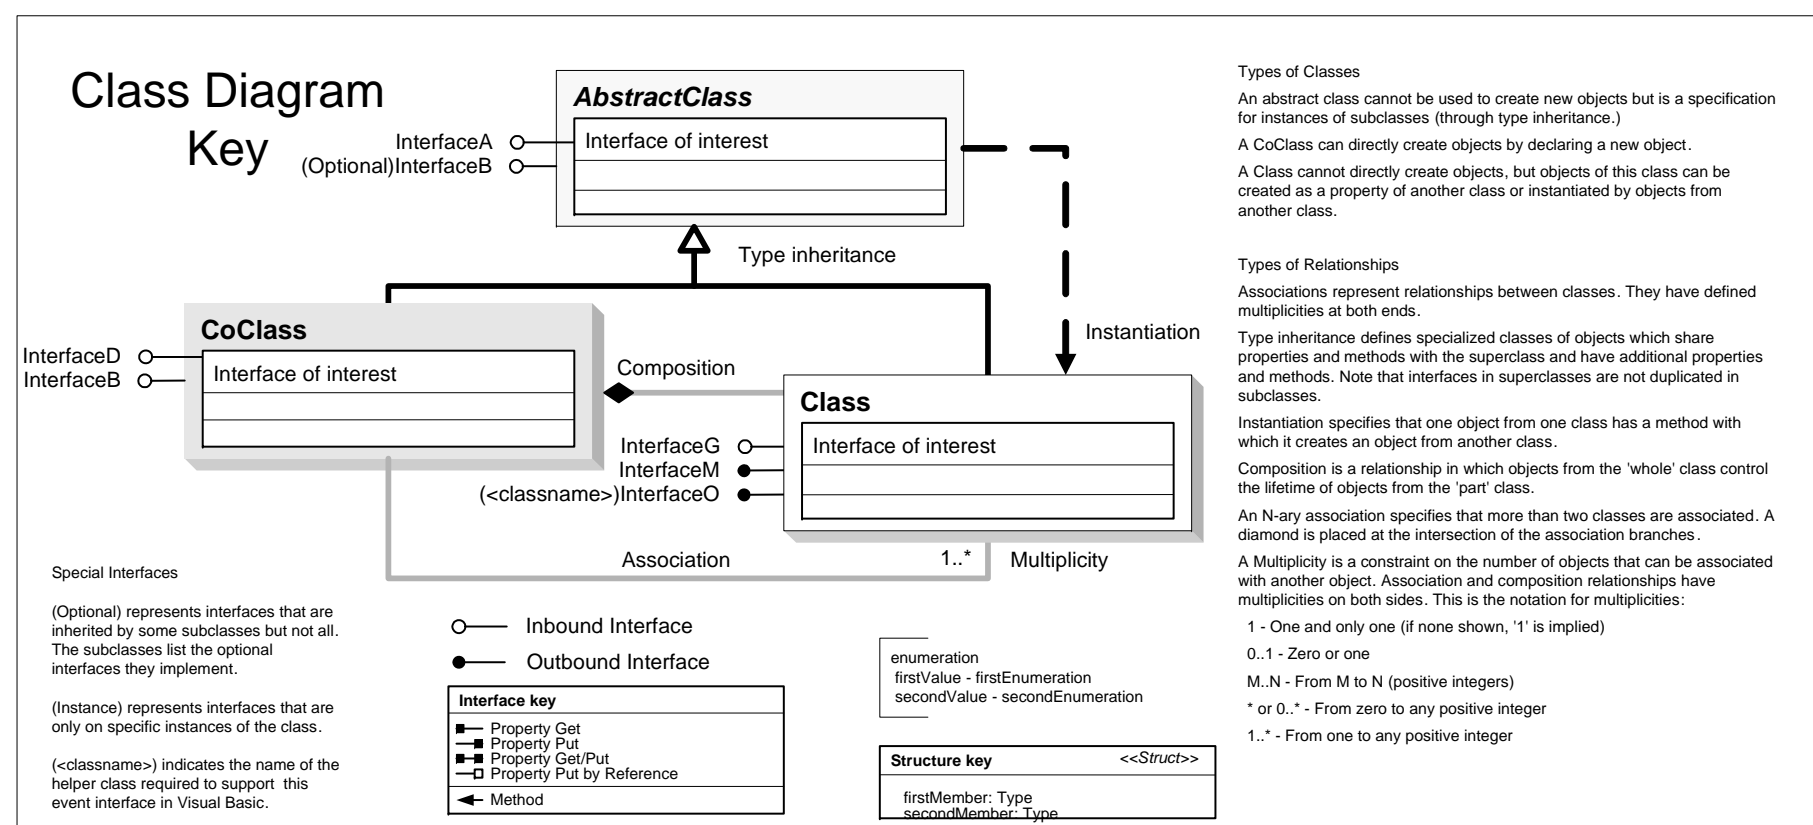 Class Diagram
Key
AbstractClass
Interface of interest
InterfaceA
(Optional)InterfaceB
Type inheritance
CoClass
Interface of interest
InterfaceD
InterfaceB
Composition
Instantiation
Class
Interface of interest
InterfaceG
InterfaceM
(<classname>)InterfaceO
Association
1..*
Multiplicity
Special Interfaces
(Optional) represents interfaces that are
inherited by some subclasses but not all.
The subclasses list the optional
interfaces they implement.
(Instance) represents interfaces that are
only on specific instances of the class.
(<classname>) indicates the name of the
helper class required to support this
event interface in Visual Basic.
Inbound Interface
Outbound Interface
Interface key
Property Get
Property Put
Property Get/Put
Property Put by Reference
Method
enumeration
firstValue - firstEnumeration
secondValue - secondEnumeration
Structure key <<Struct>>
firstMember: Type
secondMember: Type
Types of Classes
An abstract class cannot be used to create new objects but is a specification
for instances of subclasses (through type inheritance.)
A CoClass can directly create objects by declaring a new object.
A Class cannot directly create objects, but objects of this class can be
created as a property of another class or instantiated by objects from
another class.
Types of Relationships
Associations represent relationships between classes. They have defined
multiplicities at both ends.
Type inheritance defines specialized classes of objects which share
properties and methods with the superclass and have additional properties
and methods. Note that interfaces in superclasses are not duplicated in
subclasses.
Instantiation specifies that one object from one class has a method with
which it creates an object from another class.
Composition is a relationship in which objects from the 'whole' class control
the lifetime of objects from the 'part' class.
An N-ary association specifies that more than two classes are associated. A
diamond is placed at the intersection of the association branches.
A Multiplicity is a constraint on the number of objects that can be associated
with another object. Association and composition relationships have
multiplicities on both sides. This is the notation for multiplicities:
1 - One and only one (if none shown, '1' is implied)
0..1 - Zero or one
M..N - From M to N (positive integers)
* or 0..* - From zero to any positive integer
1..* - From one to any positive integer